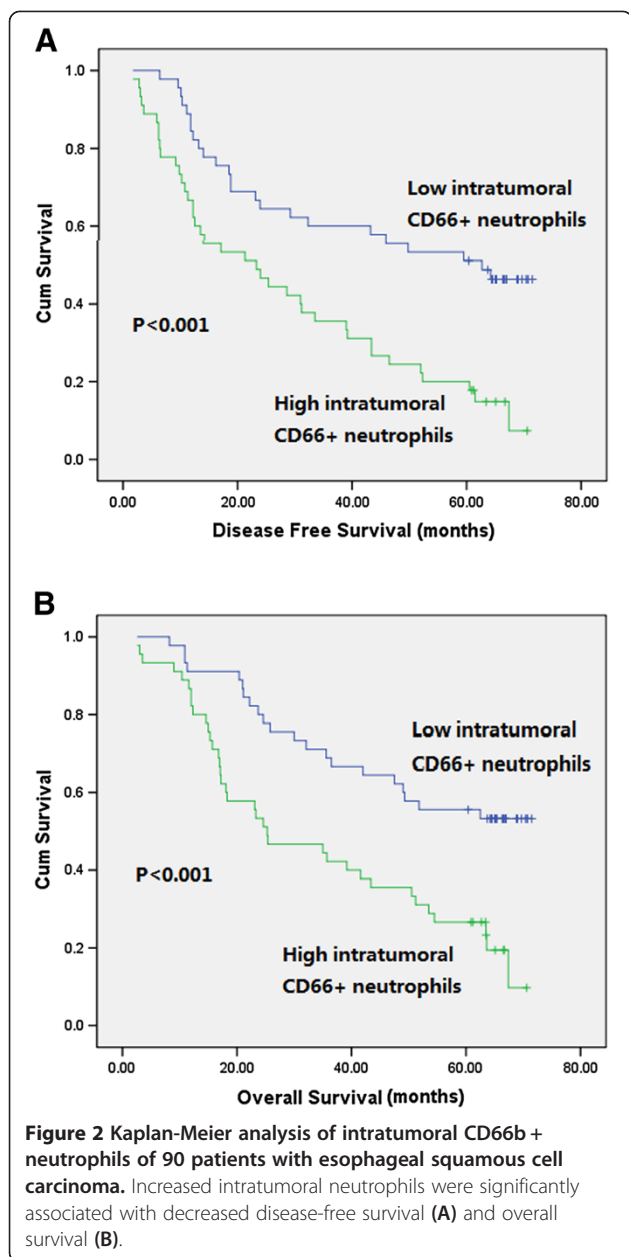 A
1.0
0.8
0.6
0.4
0.2
0.0
Cum Survival
Low intratumoral
CD66+ neutrophils
P<0.001
High intratumoral
CD66+ neutrophils
0.00 20.00 40.00 60.00 80.00
Disease Free Survival (months)
B
1.0
0.8
0.6
0.4
0.2
0.0
Cum Survival
Low intratumoral
CD66+ neutrophils
P<0.001
High intratumoral
CD66+ neutrophils
0.00 20.00 40.00 60.00 80.00
Overall Survival (months)
Figure 2 Kaplan-Meier analysis of intratumoral CD66b +
neutrophils of 90 patients with esophageal squamous cell
carcinoma. Increased intratumoral neutrophils were significantly
associated with decreased disease-free survival (A) and overall
survival (B).